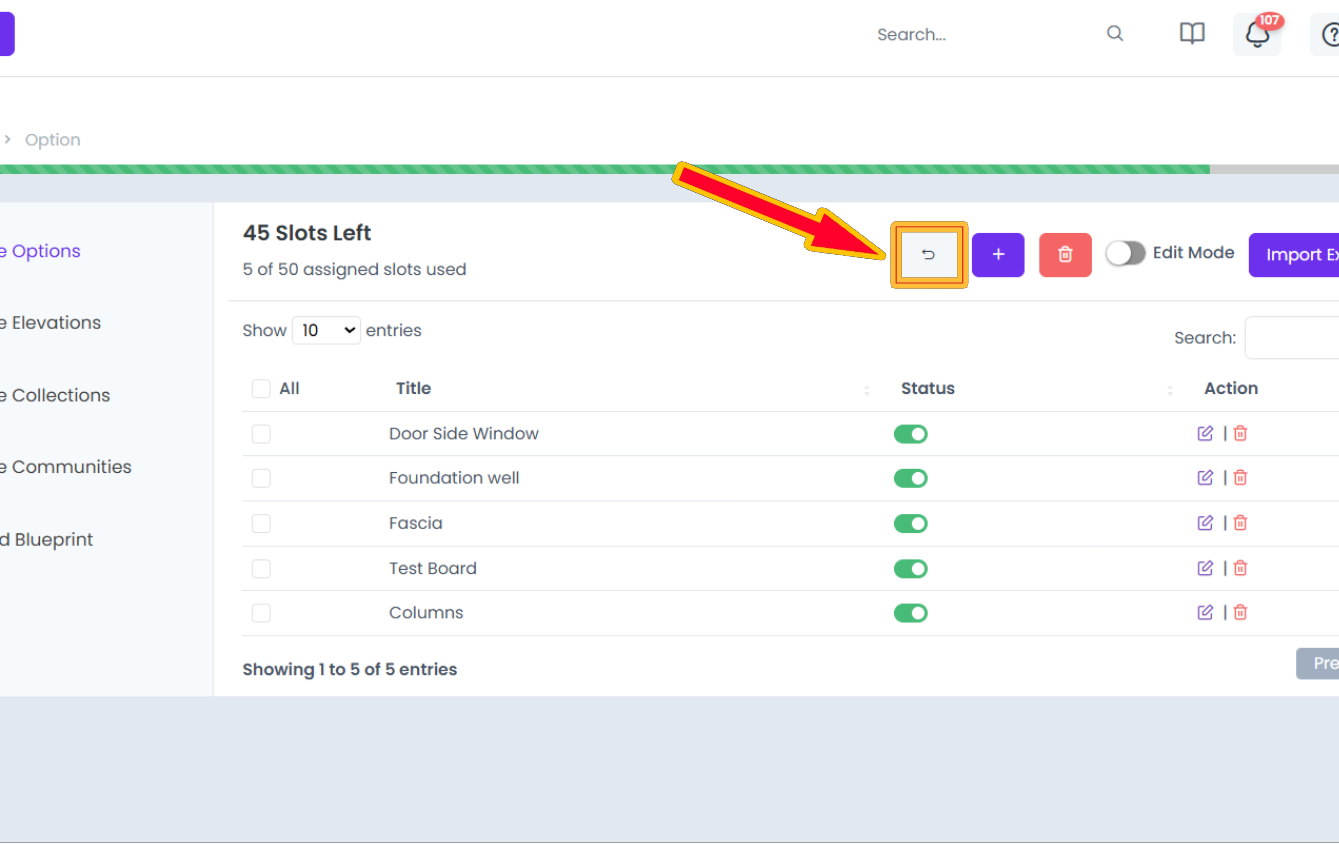 Search...
107
> Option
e Options
e Elevations
e Collections
e Communities
d Blueprint
45 Slots Left
5 of 50 assigned slots used
+
Edit Mode
Import Ex
Show 10 entries
Search:
All Title Status Action
Door Side Window |
Foundation well |
Fascia |
Test Board |
Columns |
Showing 1 to 5 of 5 entries
Pre